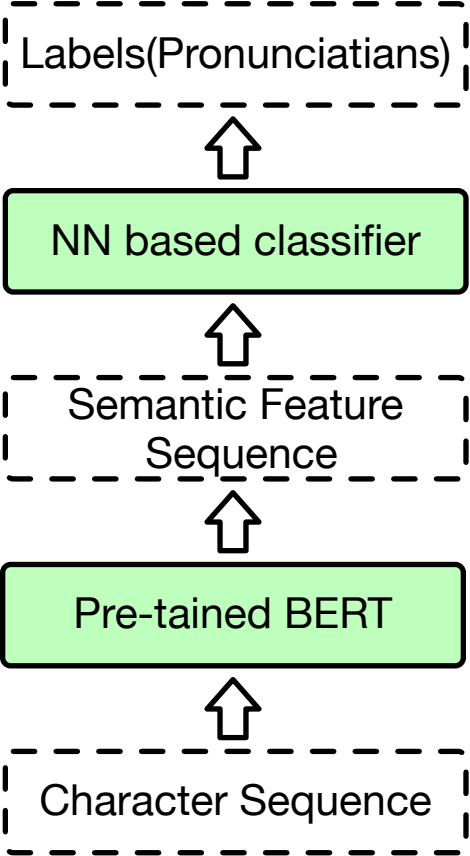 Labels(Pronunciatians)
NN based classifier
Semantic Feature
Sequence
Pre-tained BERT
Character Sequence